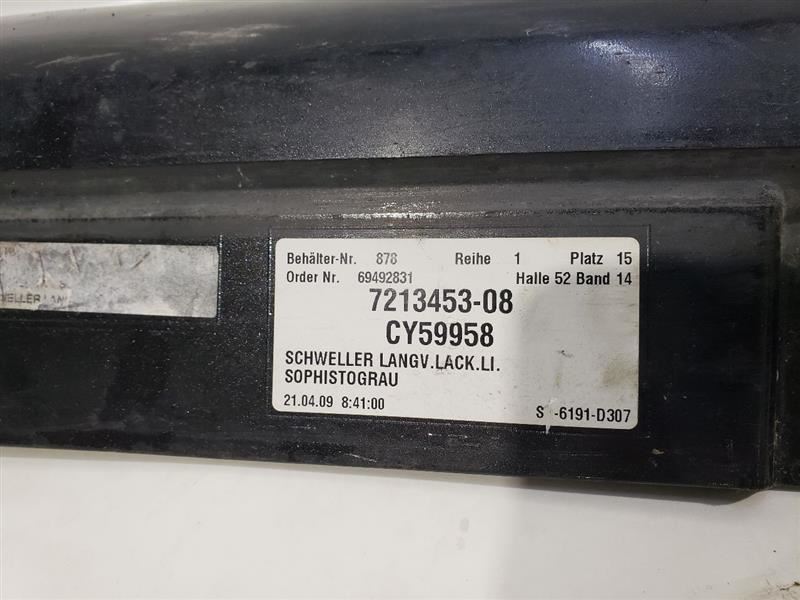 Behälter-Nr. 878 Reihe 1 Platz 15
Order Nr. 69492831 Halle 52 Band 14
7213453-08
CY59958
SCHWELLER LANGV.LACK.LI.
SOPHISTOGRAU
21.04.09 8:41:00 S -6191-D307